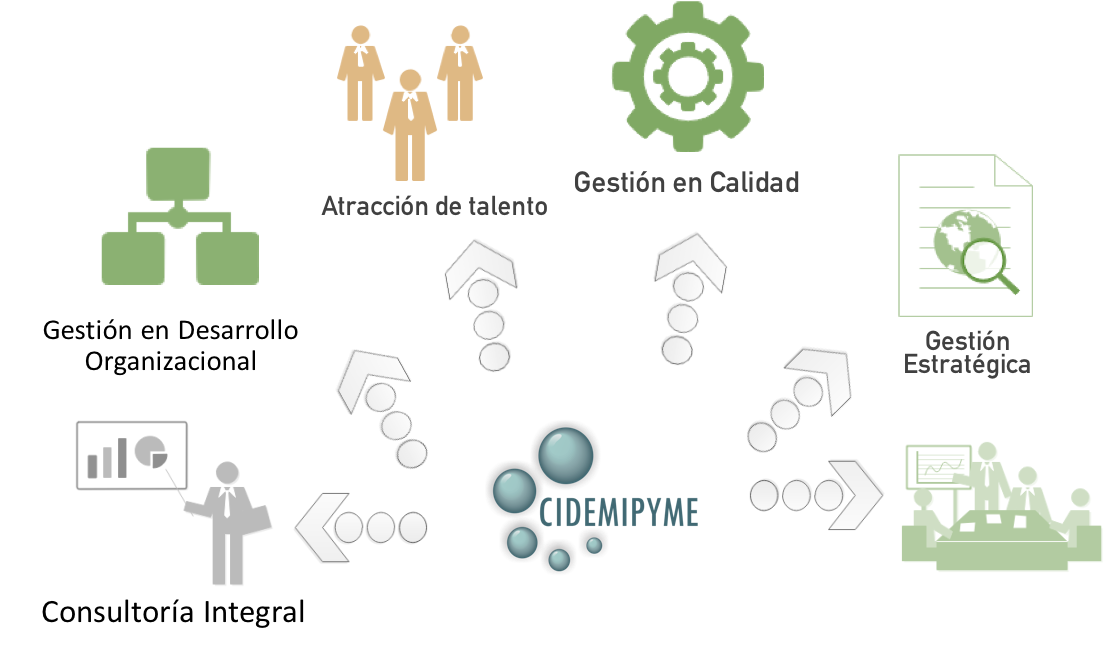 Atracción de talento
Gestión en Calidad
Gestión en Desarrollo
Organizacional
Gestión
Estratégica
CIDEMIPYME
Consultoría Integral